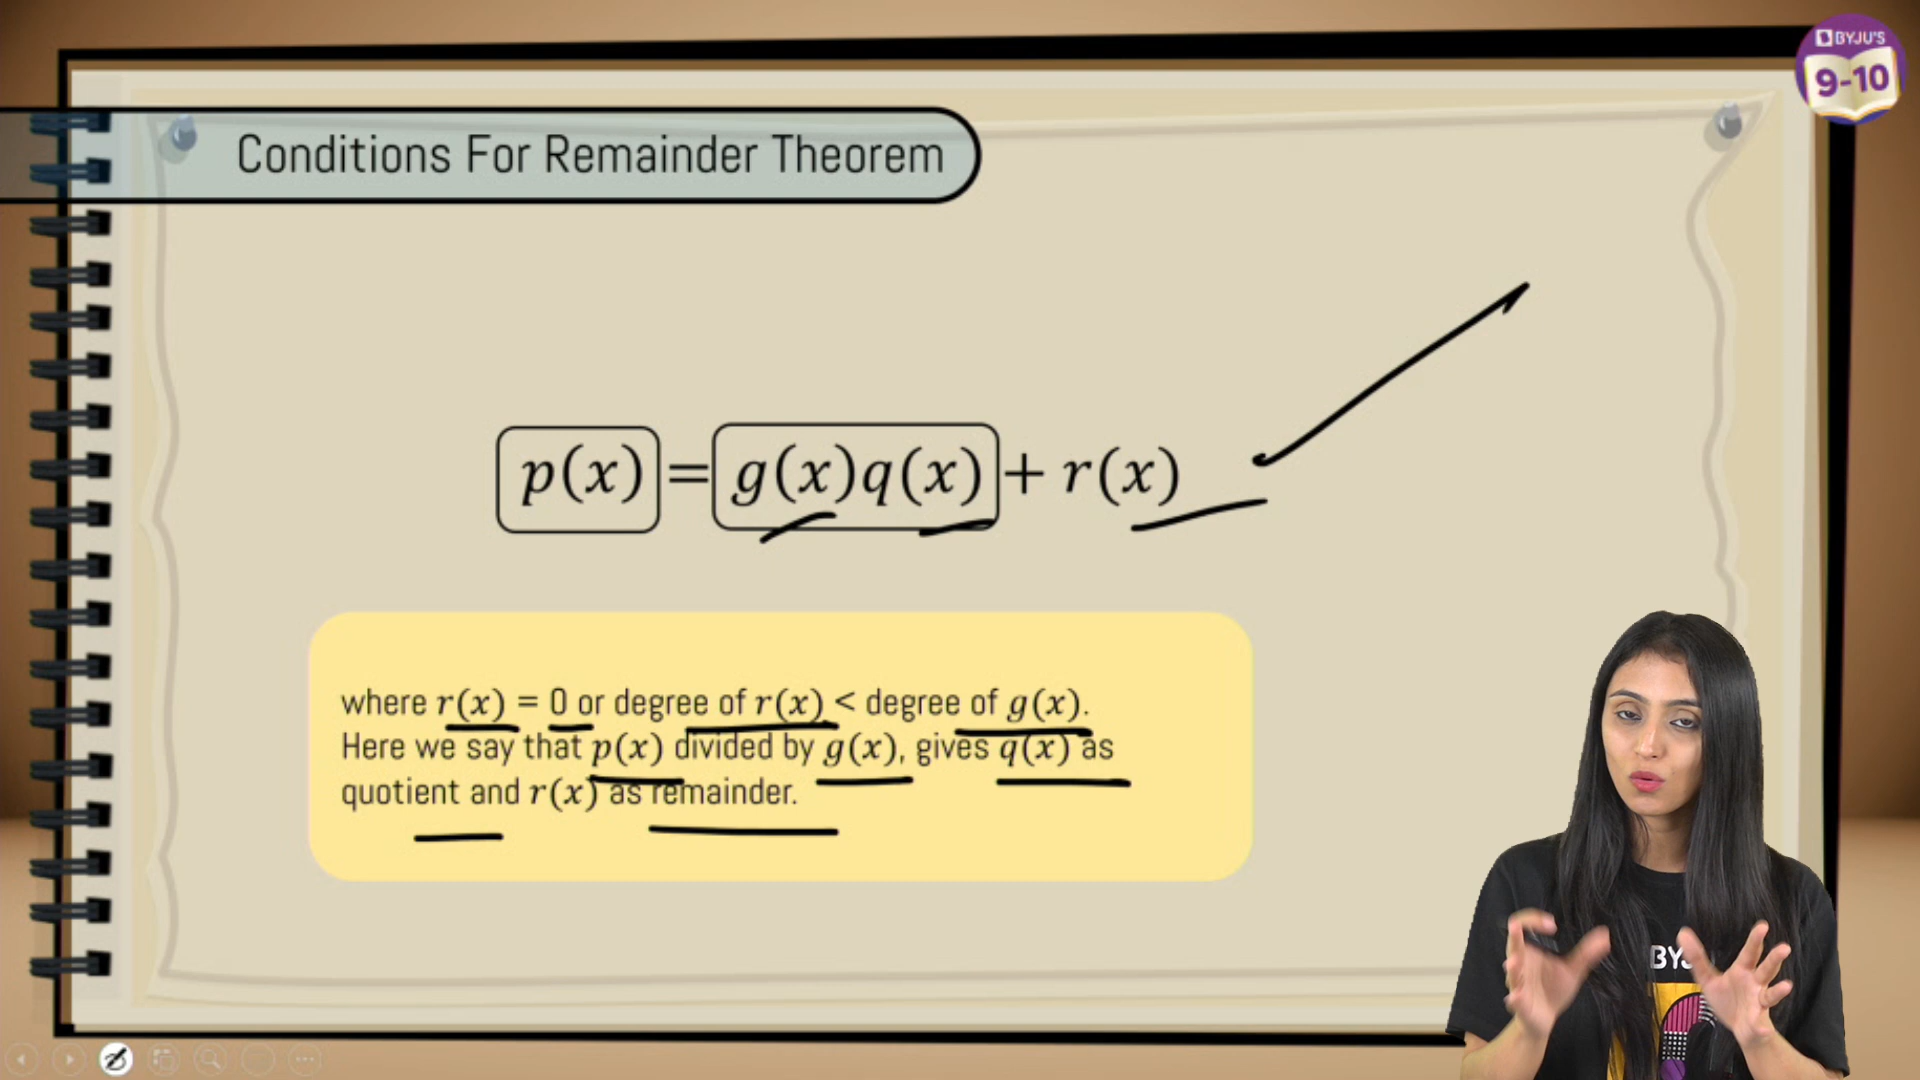 BYJU'S
9-10
Conditions For Remainder Theorem
p(x) = g(x)q(x) + r(x)
where r(x) = 0 or degree of r(x) < degree of g(x).
Here we say that p(x) divided by g(x), gives q(x) as
quotient and r(x) as remainder.